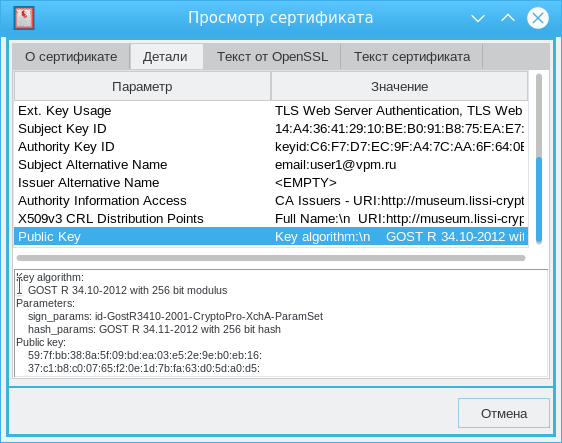 Просмотр сертификата
О сертификате Детали Текст от OpenSSL Текст сертификата
Параметр Значение
Ext. Key Usage TLS Web Server Authentication, TLS Web
Subject Key ID 14:A4:36:41:29:10:BE:B0:91:B8:75:EA:E7:
Authority Key ID keyid:C6:F7:D7:EC:9F:A4:7C:AA:6F:64:0E
Subject Alternative Name email:user1@vpm.ru
Issuer Alternative Name <EMPTY>
Authority Information Access CA Issuers - URI:http://museum.lissi-crypt
X509v3 CRL Distribution Points Full Name:\n URI:http://museum.lissi-cryp
Public Key Key algorithm:\n GOST R 34.10-2012 wit
Key algorithm:
GOST R 34.10-2012 with 256 bit modulus
Parameters:
sign_params: id-GostR3410-2001-CryptoPro-XchA-ParamSet
hash_params: GOST R 34.11-2012 with 256 bit hash
Public key:
59:7f:bb:38:8a:5f:09:bd:ea:03:e5:2e:9e:b0:eb:16:
37:c1:b8:c0:07:65:f2:0e:1d:7b:fa:63:d0:5d:a0:d5:
Отмена